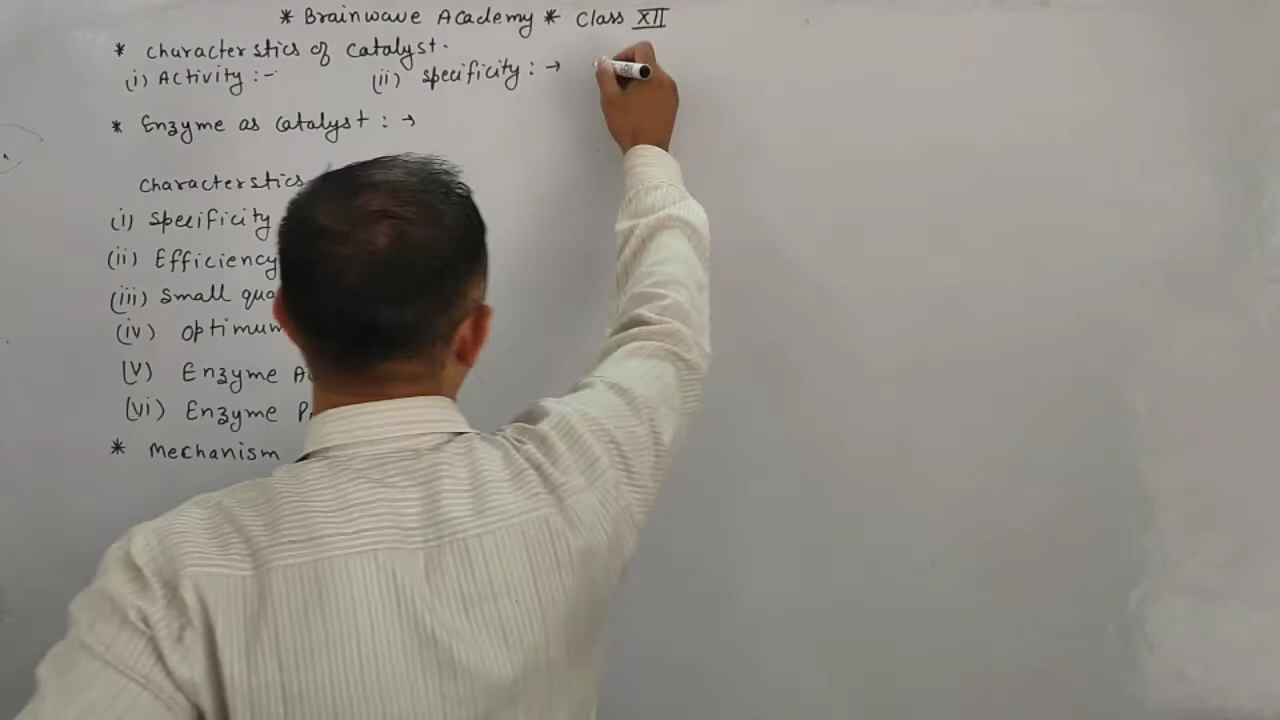 * Brainwave Academy * Class XII
* Characterstics of Catalyst.
(i) Activity :- (ii) Specificity : →
* Enzyme as Catalyst : →
Characterstics
(i) Specificity
(ii) Efficiency
(iii) Small
(iv) Optimum
(v) Enzyme
(vi) Enzyme
* Mechanism